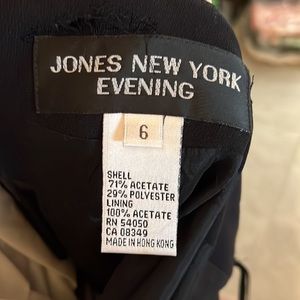 JONES NEW YORK
EVENING
6
SHELL
71% ACETATE
29% POLYESTER
LINING
100% ACETATE
RN 54050
CA 08349
MADE IN HONG KONG